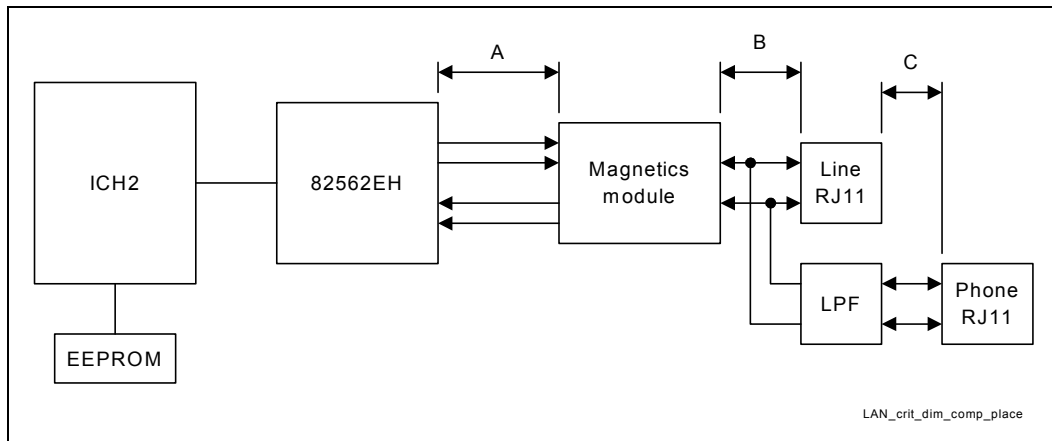 A
B
C
ICH2
82562EH
Magnetics
module
Line
RJ11
LPF
Phone
RJ11
EEPROM
LAN_crit_dim_comp_place